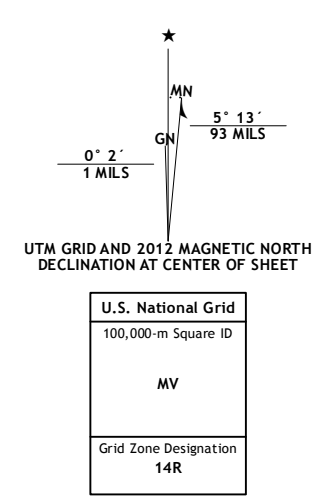 ★
MN
GN
5° 13´
93 MILS
0° 2´
1 MILS
UTM GRID AND 2012 MAGNETIC NORTH
DECLINATION AT CENTER OF SHEET
U.S. National Grid
100,000-m Square ID
MV
Grid Zone Designation
14R